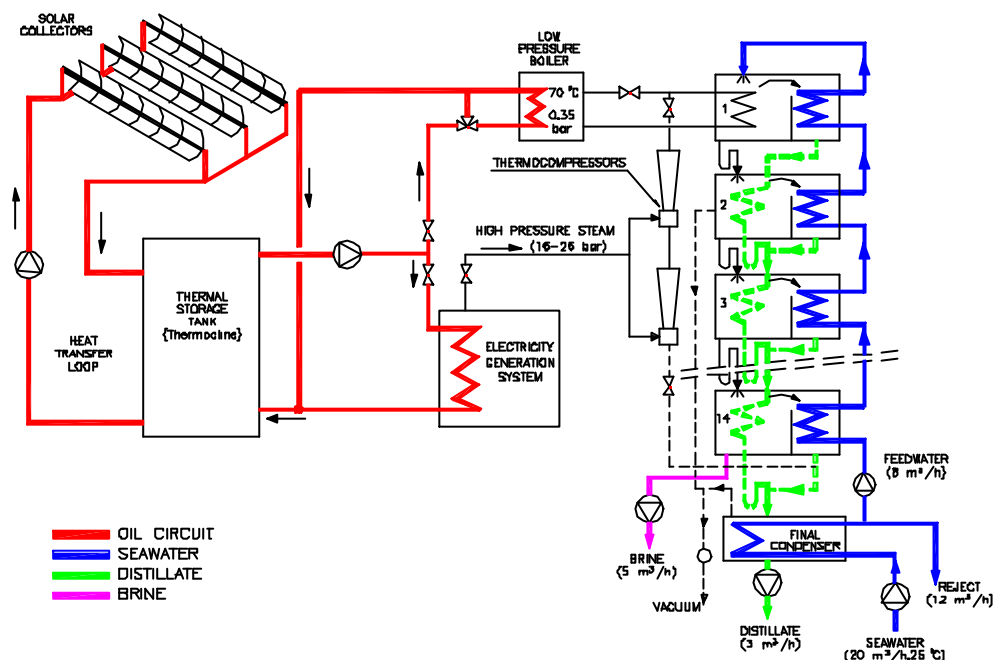 SOLAR
COLLECTORS
LOW
PRESSURE
BOILER
70 °C
0.35
bar
1
THERMOCOMPRESSORS
2
HIGH PRESSURE STEAM
(16-26 bar)
THERMAL
STORAGE
TANK
(Thermocline)
3
HEAT
TRANSFER
LOOP
ELECTRICITY
GENERATION
SYSTEM
14
FEEDWATER
(8 m³/h)
OIL CIRCUIT
SEAWATER
DISTILLATE
BRINE
FINAL
CONDENSER
BRINE
(5 m³/h)
VACUUM
REJECT
(12 m³/h)
DISTILLATE
(3 m³/h)
SEAWATER
(20 m³/h,25 °C)